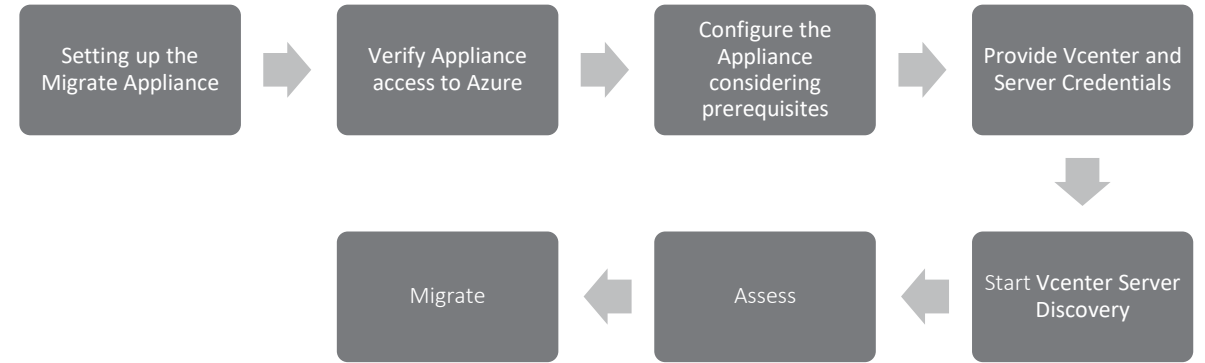 Setting up the
Migrate Appliance
Verify Appliance
access to Azure
Configure the
Appliance
considering
prerequisites
Provide Vcenter and
Server Credentials
Start Vcenter Server
Discovery
Assess
Migrate